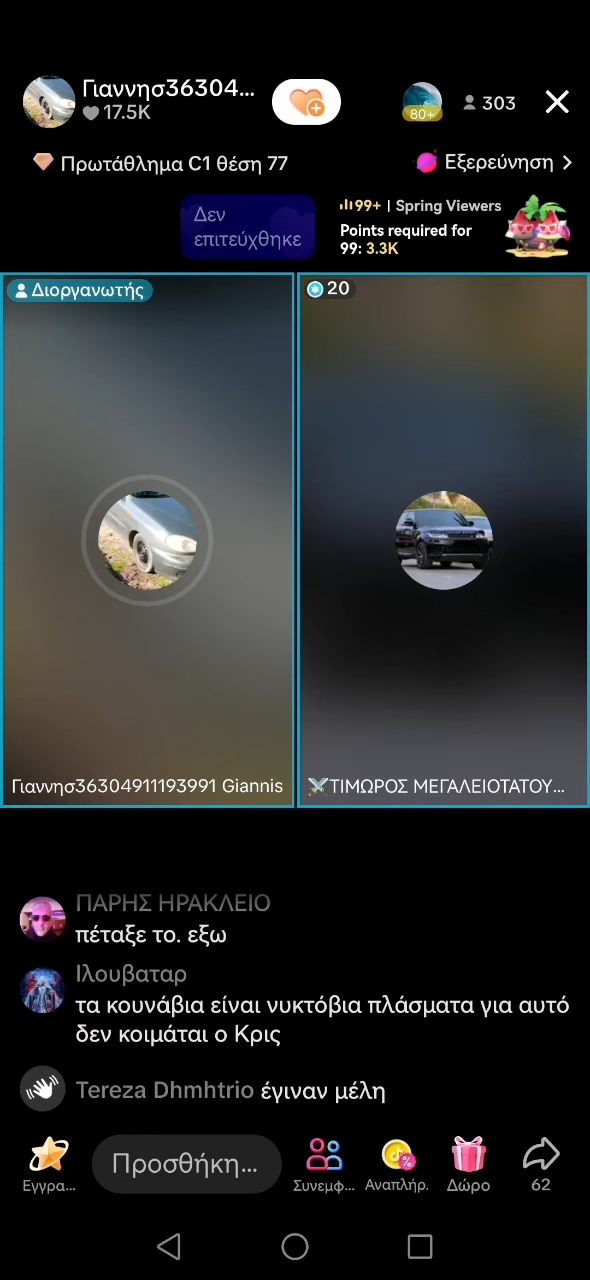 Γιαννησ36304...
17.5K
80+
303
Πρωτάθλημα C1 θέση 77
Εξερεύνηση
Δεν
επιτεύχθηκε
99+ | Spring Viewers
Points required for
99: 3.3K
Διοργανωτής
20
Γιαννησ36304911193991 Giannis
ΤΙΜΩΡΟΣ ΜΕΓΑΛΕΙΟΤΑΤΟΥ...
ΠΑΡΗΣ ΗΡΑΚΛΕΙΟ
πέταξε το. εξω
Ιλουβαταρ
τα κουνάβια είναι νυκτόβια πλάσματα για αυτό
δεν κοιμάται ο Κρις
Tereza Dhmhtrio έγιναν μέλη
Προσθήκη...
Εγγρα...
Συνεμφ...
Αναπλήρ.
Δώρο
62